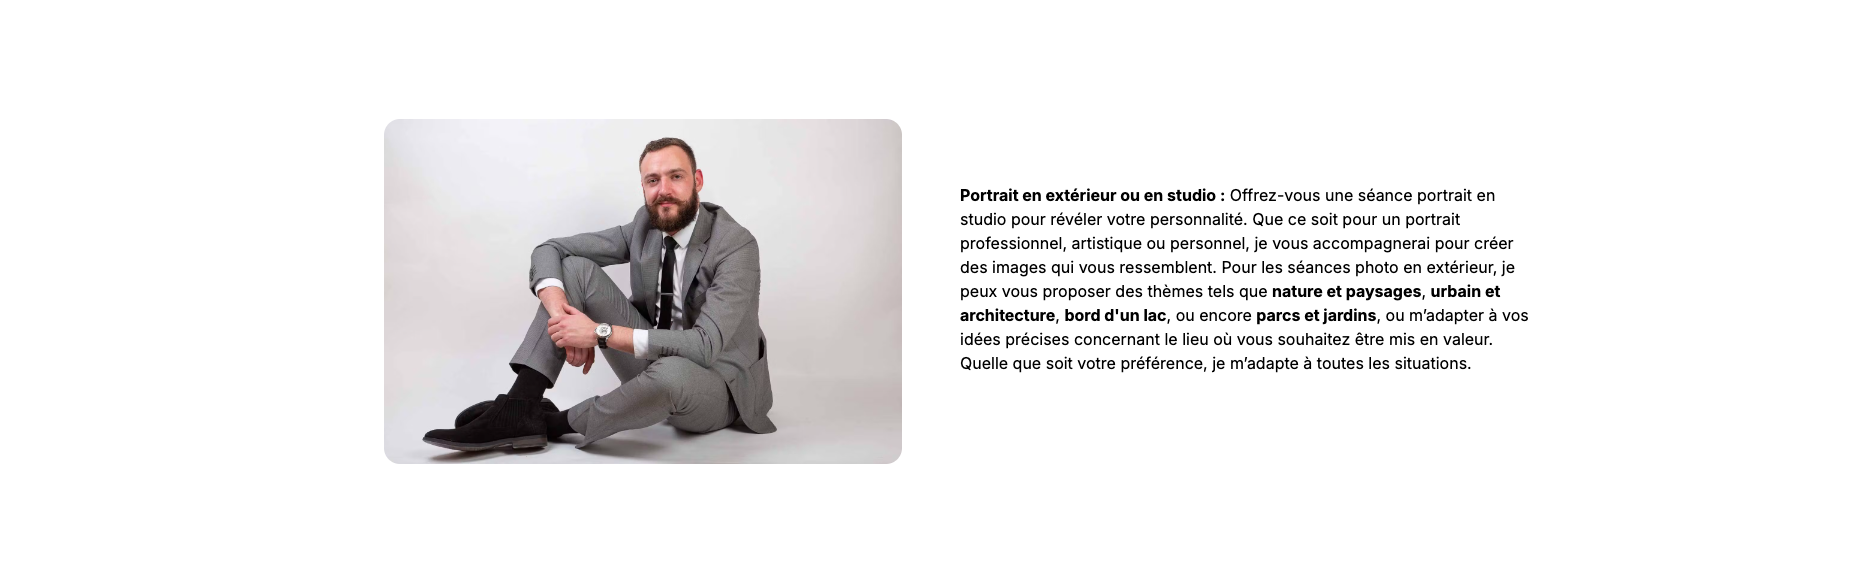 Portrait en extérieur ou en studio : Offrez-vous une séance portrait en
studio pour révéler votre personnalité. Que ce soit pour un portrait
professionnel, artistique ou personnel, je vous accompagnerai pour créer
des images qui vous ressemblent. Pour les séances photo en extérieur, je
peux vous proposer des thèmes tels que nature et paysages, urbain et
architecture, bord d'un lac, ou encore parcs et jardins, ou m’adapter à vos
idées précises concernant le lieu où vous souhaitez être mis en valeur.
Quelle que soit votre préférence, je m’adapte à toutes les situations.